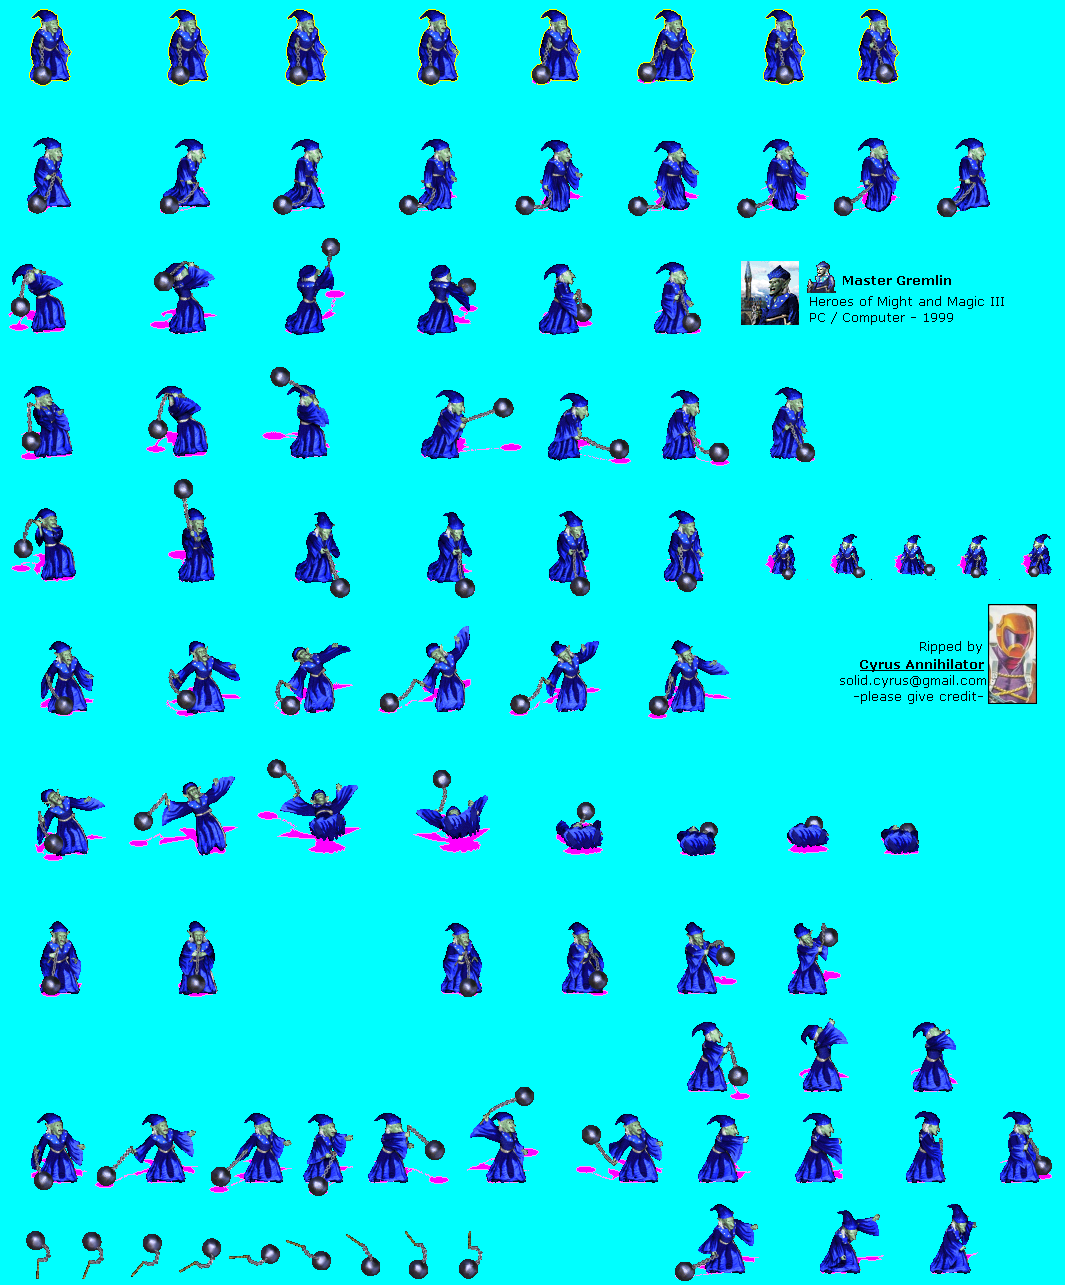 Master Gremlin
Heroes of Might and Magic III
PC / Computer - 1999
Ripped by
Cyrus Annihilator
solid.cyrus@gmail.com
-please give credit-